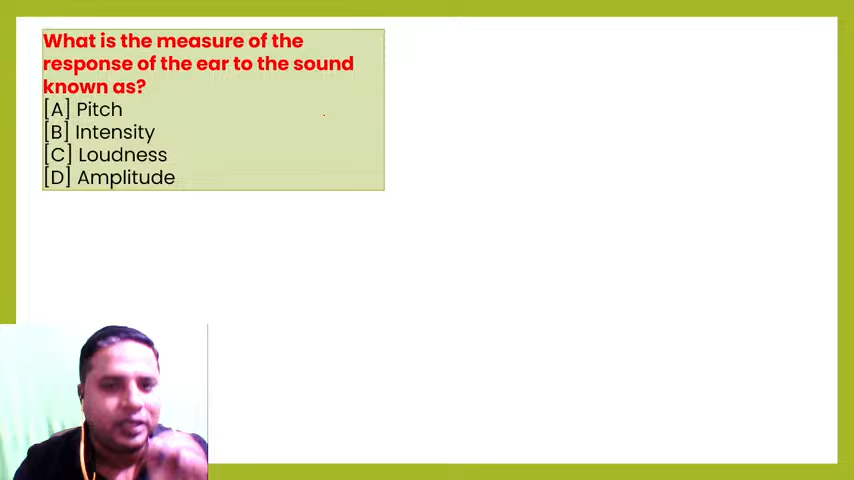 What is the measure of the
response of the ear to the sound
known as?
[A] Pitch
[B] Intensity
[C] Loudness
[D] Amplitude